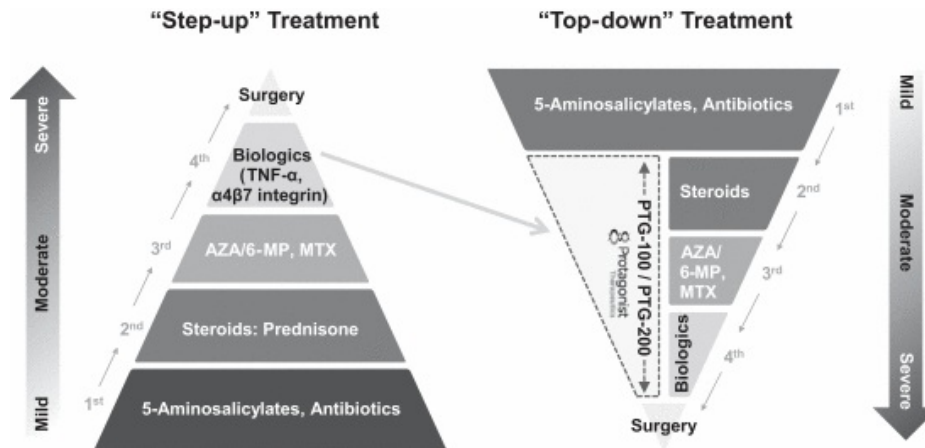 “Step-up” Treatment
Severe
Moderate
Mild
Surgery
Biologics
(TNF-α,
α4β7 integrin)
AZA/6-MP, MTX
Steroids: Prednisone
5-Aminosalicylates, Antibiotics
4th
3rd
2nd
1st
“Top-down” Treatment
5-Aminosalicylates, Antibiotics
PTG-100 / PTG-200
Protagonist
Therapeutics
Steroids
AZA/
6-MP,
MTX
Biologics
Surgery
1st
2nd
3rd
4th
Mild
Moderate
Severe